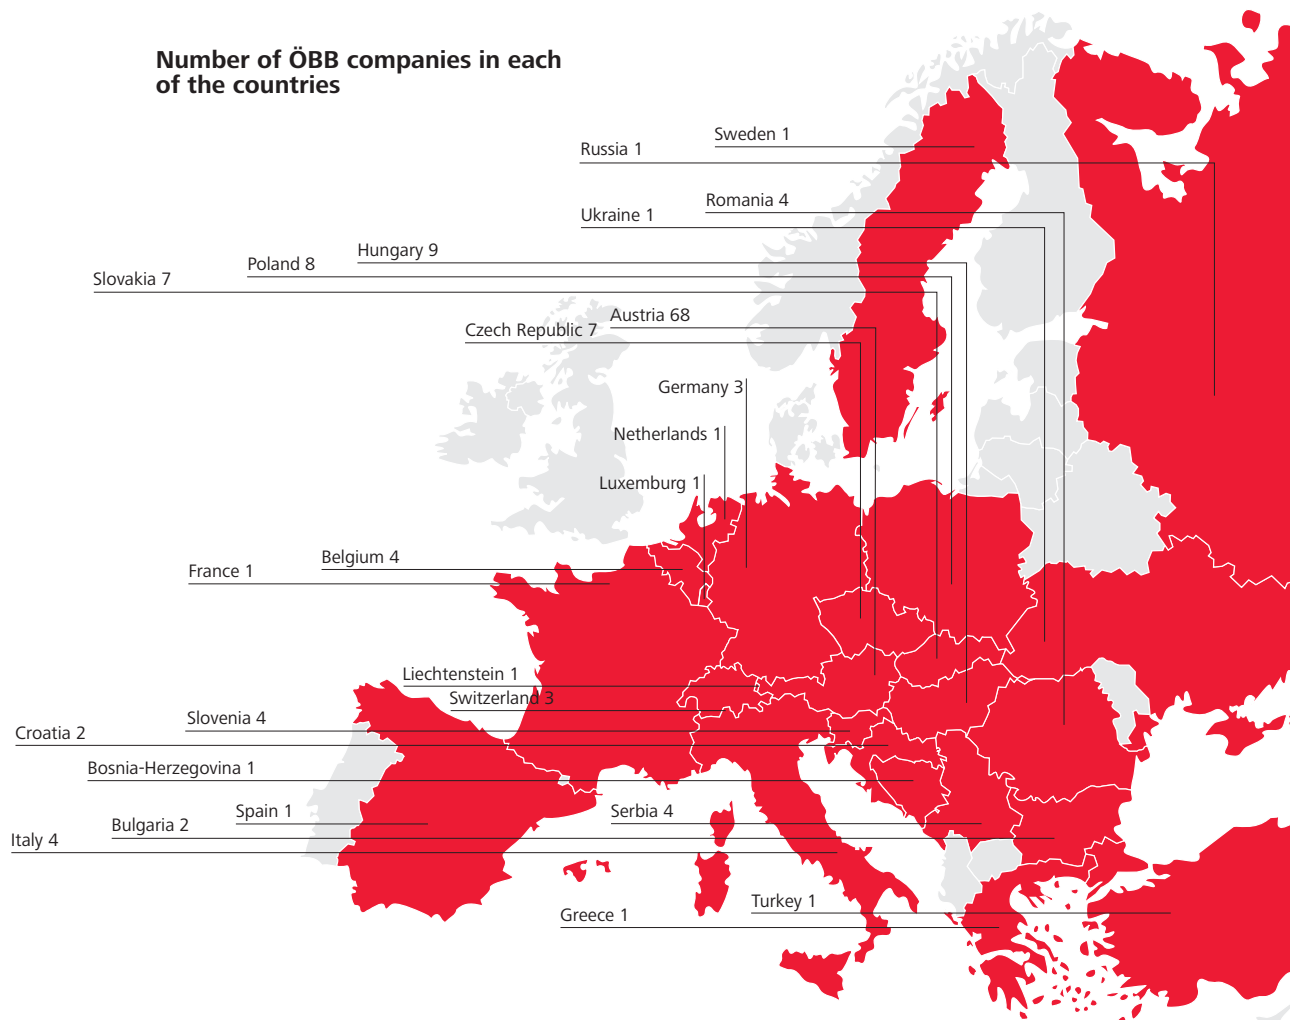 Number of ÖBB companies in each
of the countries
Sweden 1
Russia 1
Romania 4
Ukraine 1
Hungary 9
Poland 8
Slovakia 7
Austria 68
Czech Republic 7
Germany 3
Netherlands 1
Luxemburg 1
Belgium 4
France 1
Liechtenstein 1
Switzerland 3
Slovenia 4
Croatia 2
Bosnia-Herzegovina 1
Spain 1
Serbia 4
Bulgaria 2
Italy 4
Turkey 1
Greece 1